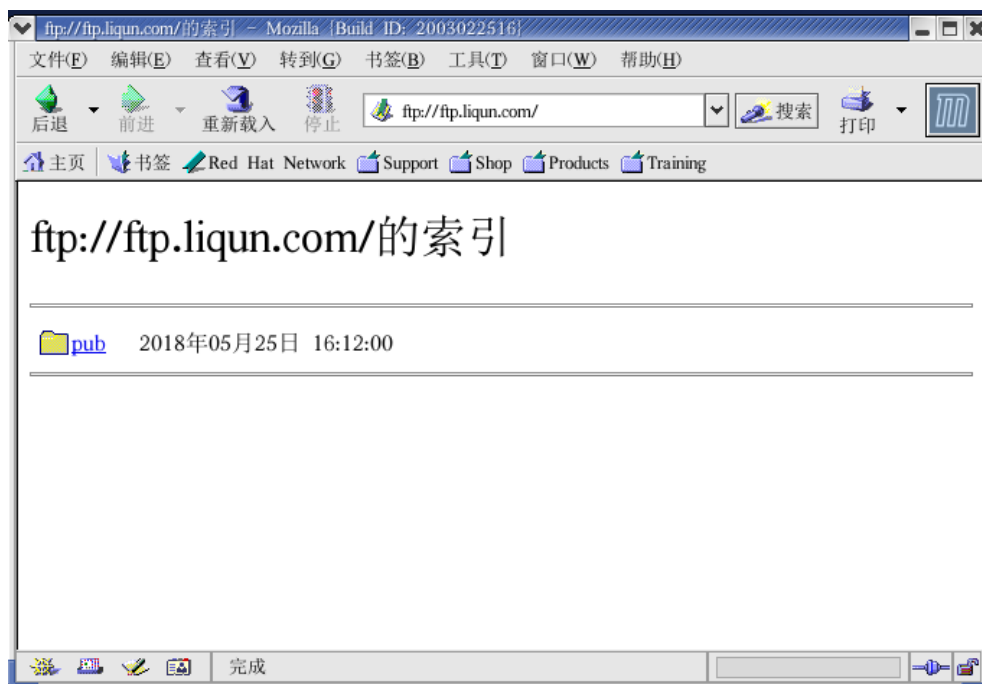 ftp://ftp.liqun.com/的索引 - Mozilla {Build ID: 2003022516}
文件(F) 编辑(E) 查看(V) 转到(G) 书签(B) 工具(T) 窗口(W) 帮助(H)
后退 前进 重新载入 停止 ftp://ftp.liqun.com/ 搜索 打印
主页 书签 Red Hat Network Support Shop Products Training
ftp://ftp.liqun.com/的索引
pub 2018年05月25日 16:12:00
完成